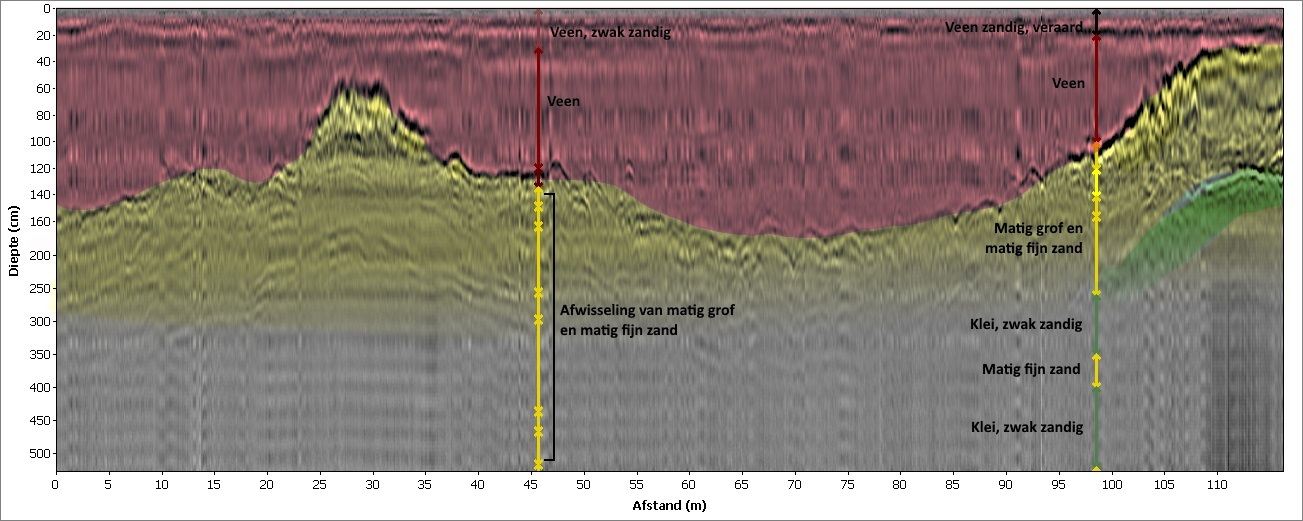 0
20
40
60
80
100
120
140
160
200
250
300
350
400
450
500
Diepte (cm)
Veen, zwak zandig
Veen
Afwisseling van matig grof
en matig fijn zand
Veen zandig, veraard
Veen
Matig grof en
matig fijn zand
Klei, zwak zandig
Matig fijn zand
Klei, zwak zandig
0 5 10 15 20 25 30 35 40 45 50 55 60 65 70 75 80 85 90 95 100 105 110
Afstand (m)